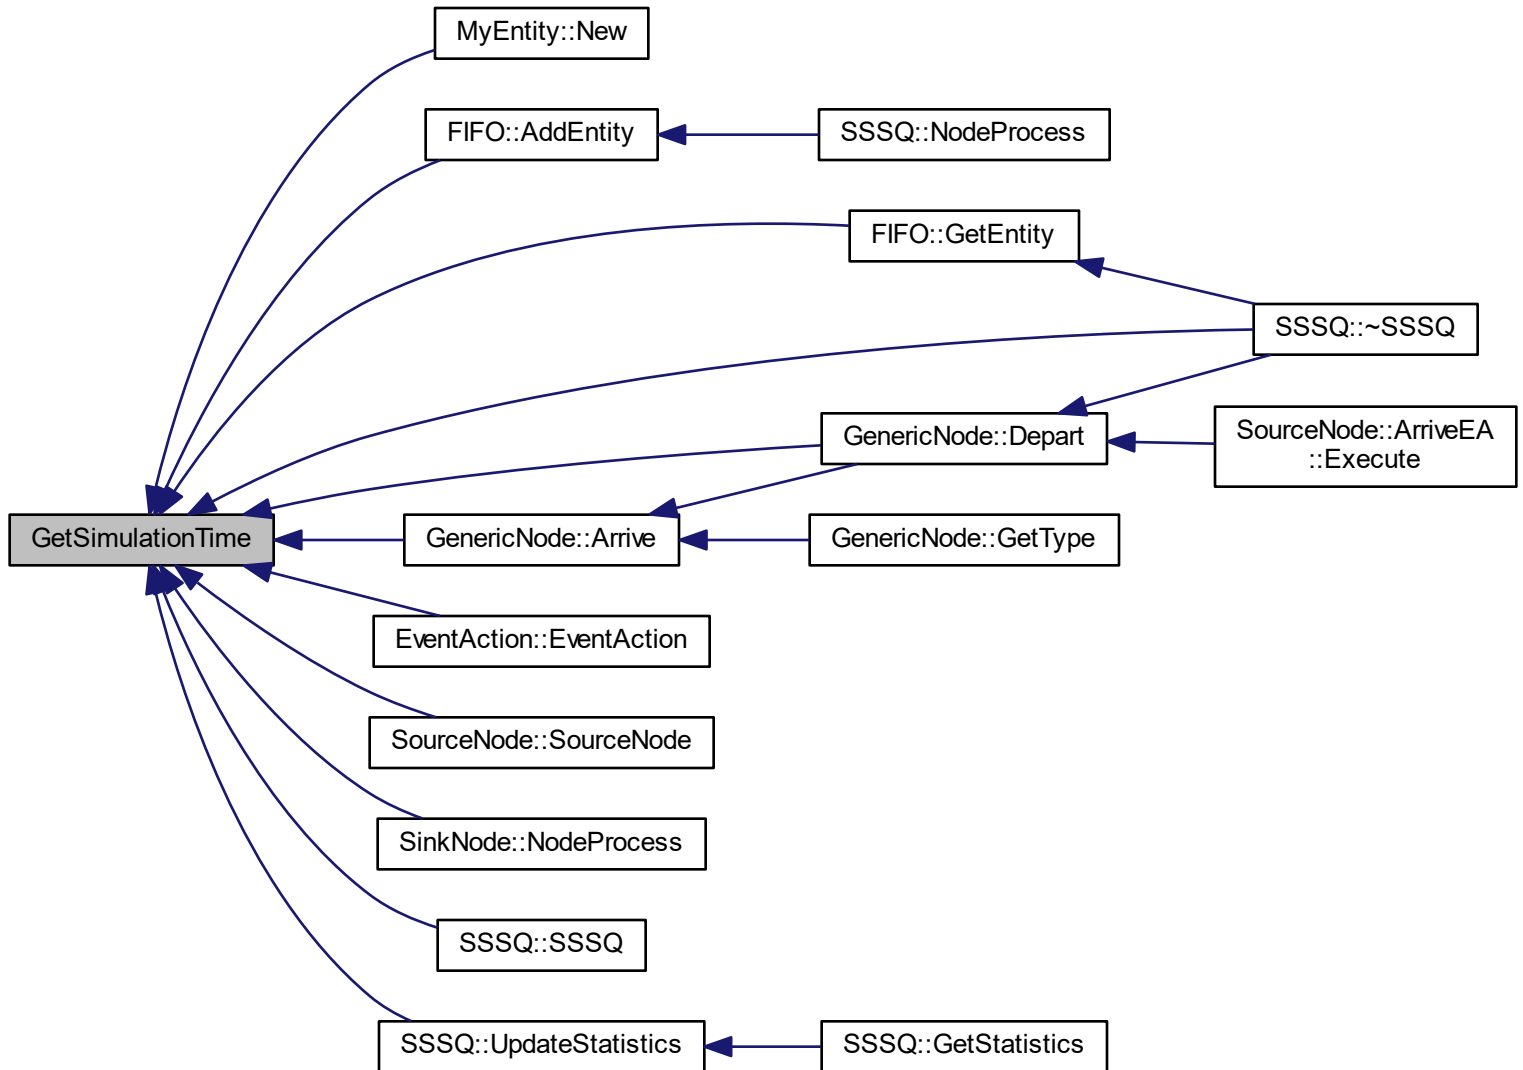 MyEntity::New
FIFO::AddEntity
SSSQ::NodeProcess
FIFO::GetEntity
SSSQ::~SSSQ
GenericNode::Depart
SourceNode::ArriveEA
::Execute
GetSimulationTime
GenericNode::Arrive
GenericNode::GetType
EventAction::EventAction
SourceNode::SourceNode
SinkNode::NodeProcess
SSSQ::SSSQ
SSSQ::UpdateStatistics
SSSQ::GetStatistics